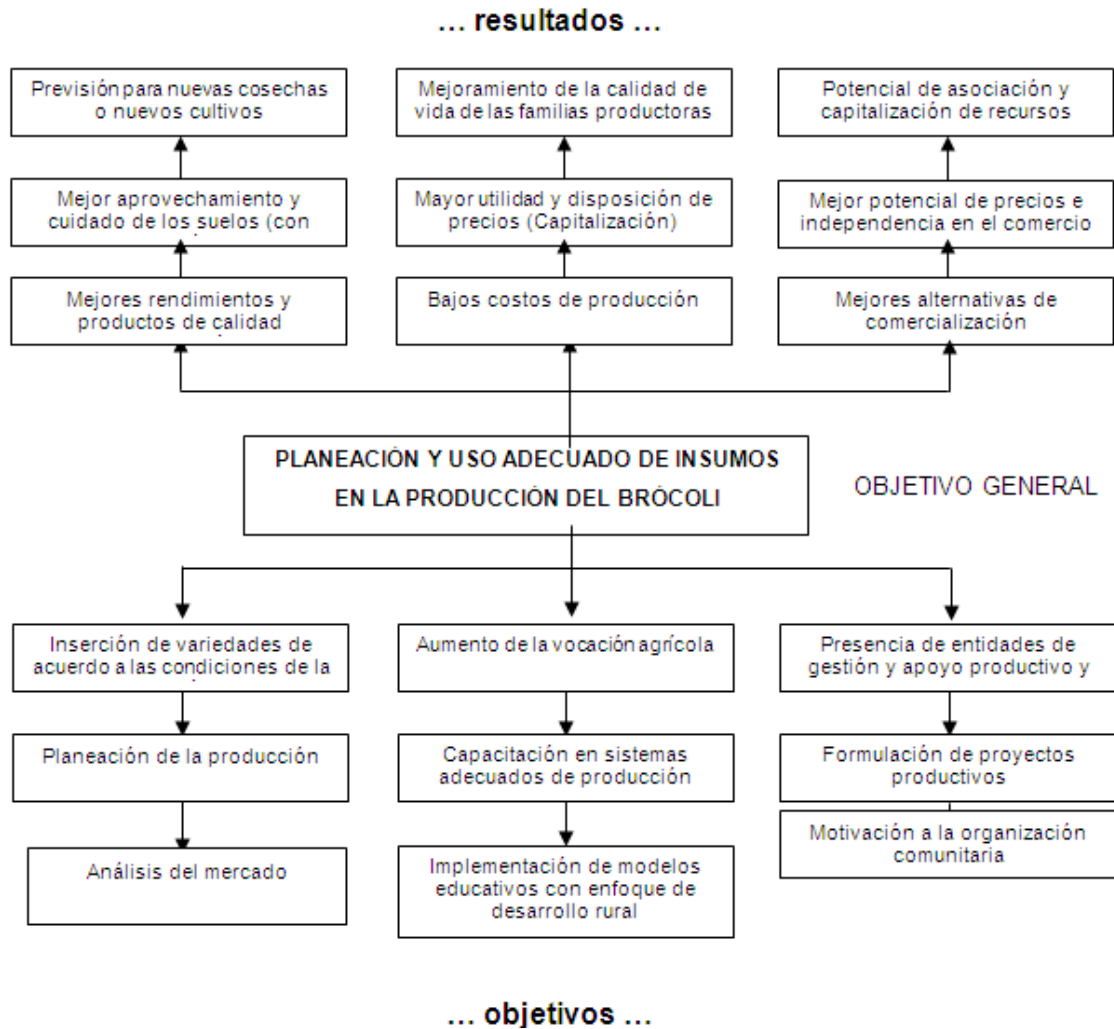 ... resultados ...
Previsión para nuevas cosechas
o nuevos cultivos
Mejoramiento de la calidad de
vida de las familias productoras
Potencial de asociación y
capitalización de recursos
Mejor aprovechamiento y
cuidado de los suelos (con
Mayor utilidad y disposición de
precios (Capitalización)
Mejor potencial de precios e
independencia en el comercio
Mejores rendimientos y
productos de calidad
Bajos costos de producción
Mejores alternativas de
comercialización
PLANEACIÓN Y USO ADECUADO DE INSUMOS
EN LA PRODUCCIÓN DEL BRÓCOLI
OBJETIVO GENERAL
Inserción de variedades de
acuerdo a las condiciones de la
Aumento de la vocación agrícola
Presencia de entidades de
gestión y apoyo productivo y
Planeación de la producción
Capacitación en sistemas
adecuados de producción
Formulación de proyectos
productivos
Análisis del mercado
Implementación de modelos
educativos con enfoque de
desarrollo rural
Motivación a la organización
comunitaria
... objetivos ...